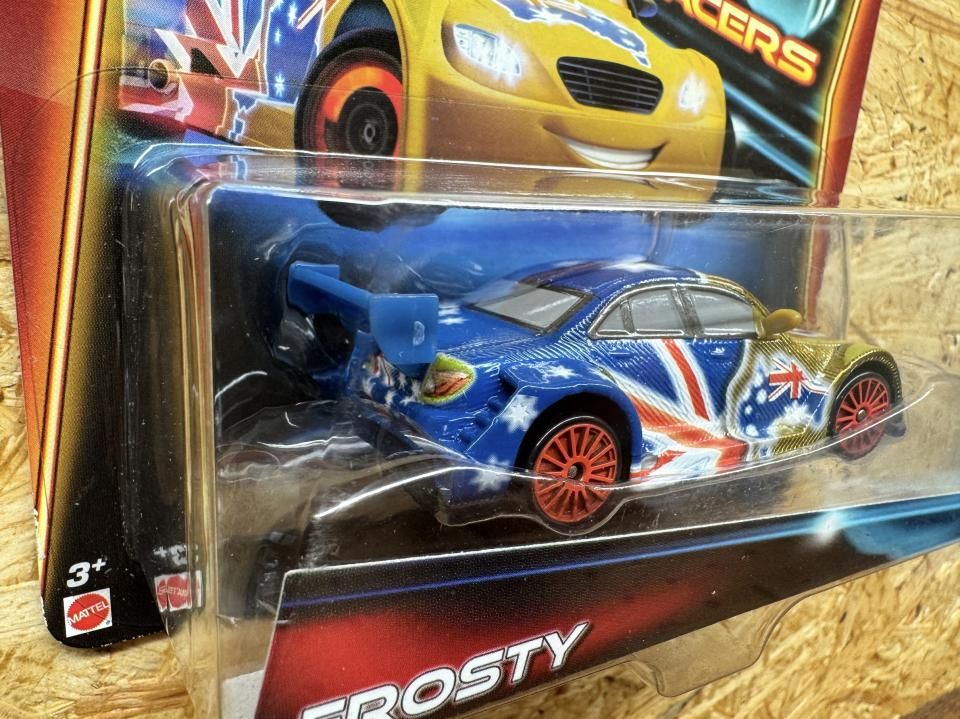 ACERS
3+
MATTEL
FROSTY